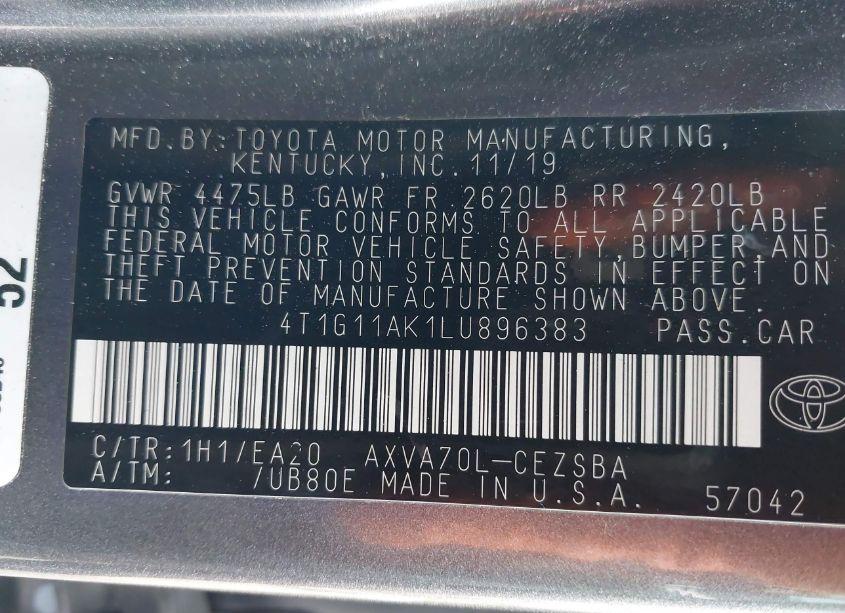 MFD.BY: TOYOTA MOTOR MANUFACTURING,
KENTUCKY, INC. 11/19
GVWR 4475LB GAWR FR 2620LB RR 2420LB
THIS VEHICLE CONFORMS TO ALL APPLICABLE
FEDERAL MOTOR VEHICLE SAFETY, BUMPER, AND
THEFT PREVENTION STANDARDS IN EFFECT ON
THE DATE OF MANUFACTURE SHOWN ABOVE.
4T1G11AK1LU896383 PASS.CAR
C/TR: 1H1/EA20 AXVA70L-CEZSBA
A/TM: /UB80E MADE IN U.S.A. 57042
52